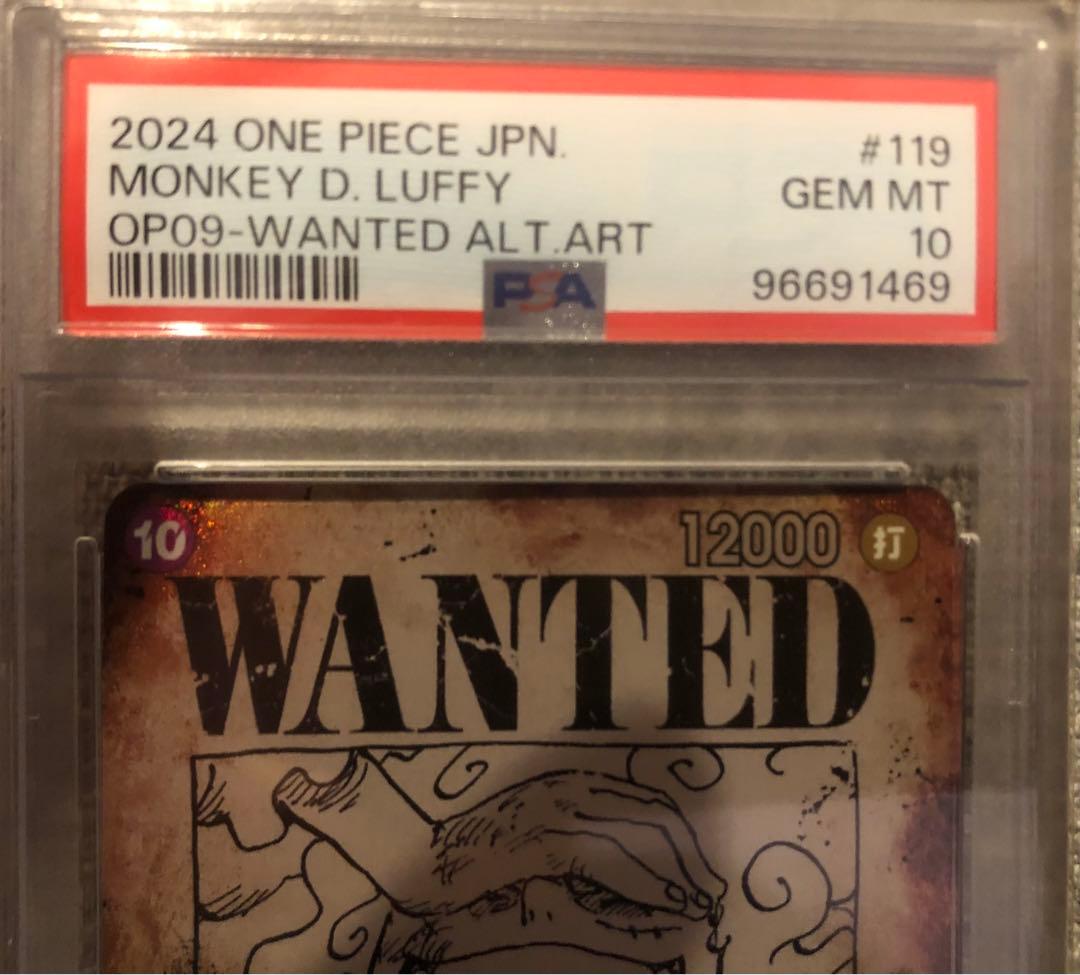 2024 ONE PIECE JPN. #119
MONKEY D. LUFFY GEM MT
OP09-WANTED ALT.ART 10
PSA 96691469
10 12000 打
WANTED